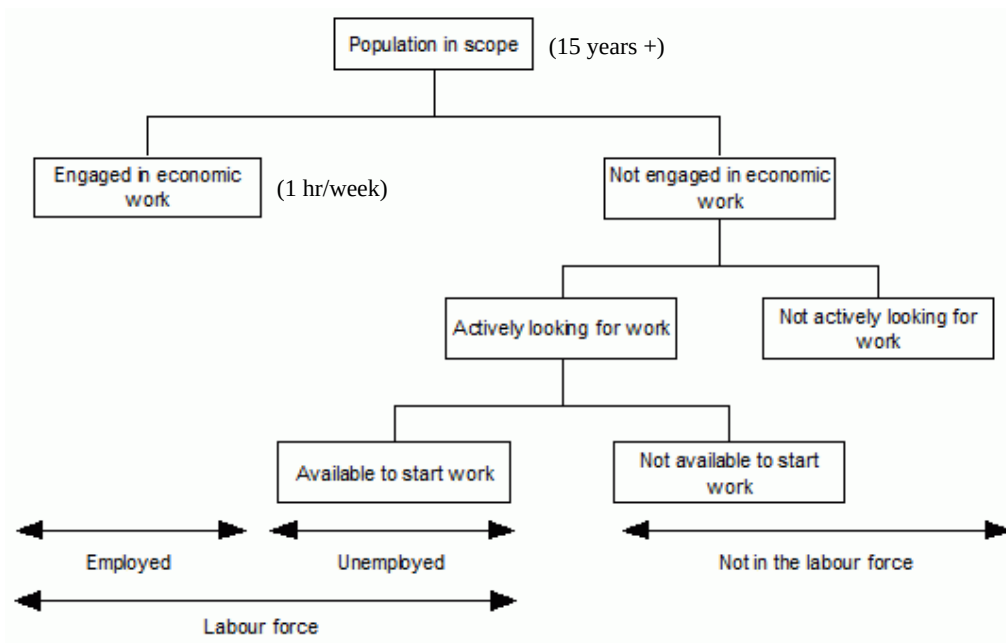 Population in scope
(15 years +)
Engaged in economic
work
(1 hr/week)
Not engaged in economic
work
Actively looking for work
Not actively looking for
work
Available to start work
Not available to start
work
Employed
Unemployed
Not in the labour force
Labour force